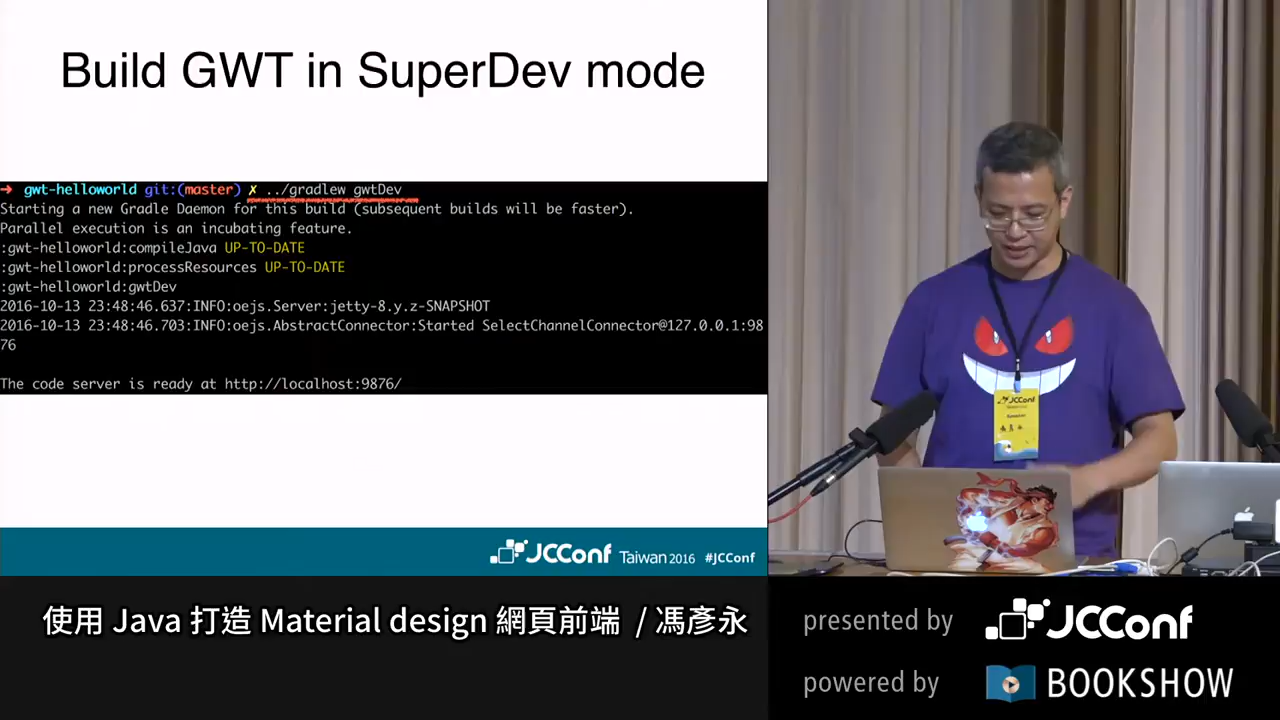 Build GWT in SuperDev mode
➜ gwt-helloworld git:(master) ✗ ../gradlew gwtDev
Starting a new Gradle Daemon for this build (subsequent builds will be faster).
Parallel execution is an incubating feature.
:gwt-helloworld:compileJava UP-TO-DATE
:gwt-helloworld:processResources UP-TO-DATE
:gwt-helloworld:gwtDev
2016-10-13 23:48:46.637:INFO:oejs.Server:jetty-8.y.z-SNAPSHOT
2016-10-13 23:48:46.703:INFO:oejs.AbstractConnector:Started SelectChannelConnector@127.0.0.1:98
76
The code server is ready at http://localhost:9876/
JCConf Taiwan 2016 #JCConf
JCConf
使用 Java 打造 Material design 網頁前端 / 馮彥永
presented by JCConf
powered by BOOKSHOW